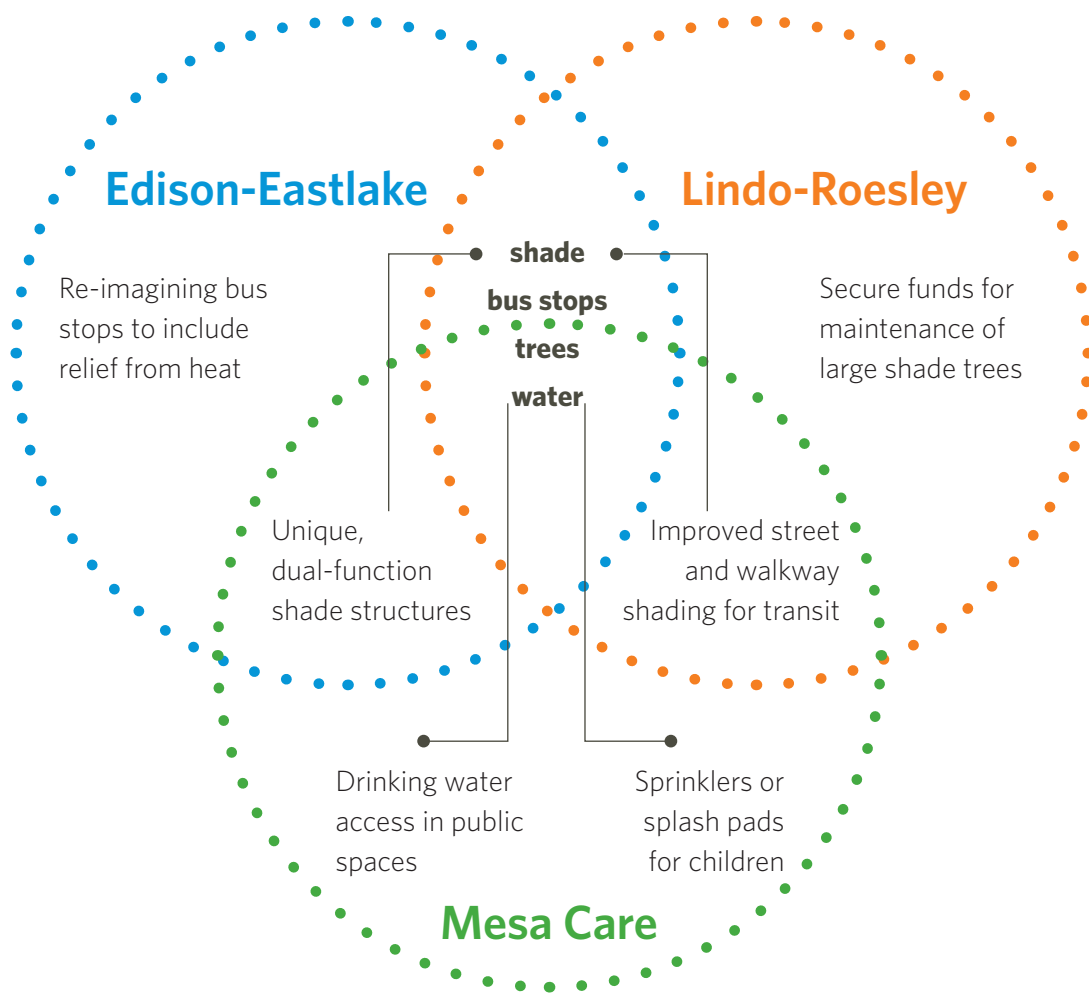 Edison-Eastlake
Lindo-Roesley
shade
bus stops
trees
water
Re-imagining bus
stops to include
relief from heat
Secure funds for
maintenance of
large shade trees
Unique,
dual-function
shade structures
Improved street
and walkway
shading for transit
Drinking water
access in public
spaces
Sprinklers or
splash pads
for children
Mesa Care